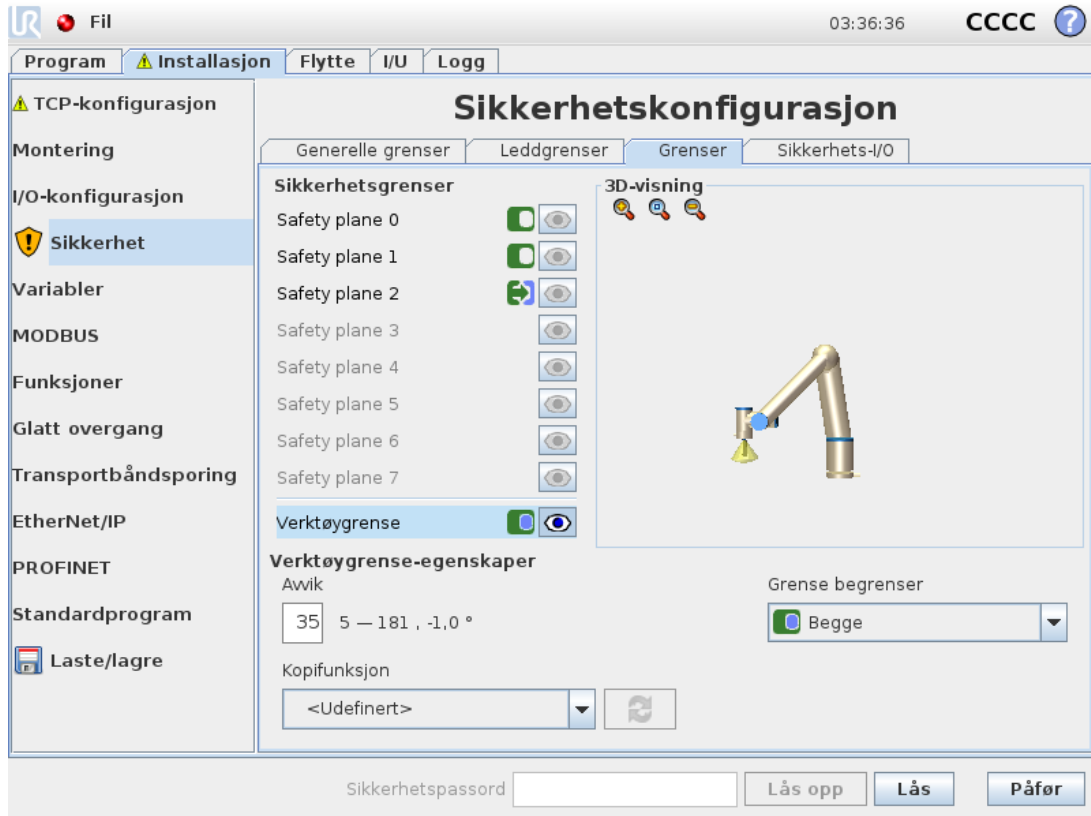 UR Fil 03:36:36 CCCC ?
Program Installasjon Flytte I/U Logg
TCP-konfigurasjon
Montering
I/O-konfigurasjon
Sikkerhet
Variabler
MODBUS
Funksjoner
Glatt overgang
Transportbåndsporing
EtherNet/IP
PROFINET
Standardprogram
Laste/lagre
Sikkerhetskonfigurasjon
Generelle grenser Leddgrenser Grenser Sikkerhets-I/O
Sikkerhetsgrenser
Safety plane 0
Safety plane 1
Safety plane 2
Safety plane 3
Safety plane 4
Safety plane 5
Safety plane 6
Safety plane 7
Verktøygrense
3D-visning
Verktøygrense-egenskaper
Avvik
35 5 — 181 , -1,0 °
Grense begrenser
Begge
Kopifunksjon
<Udefinert>
Sikkerhetspassord Lås opp Lås Påfør